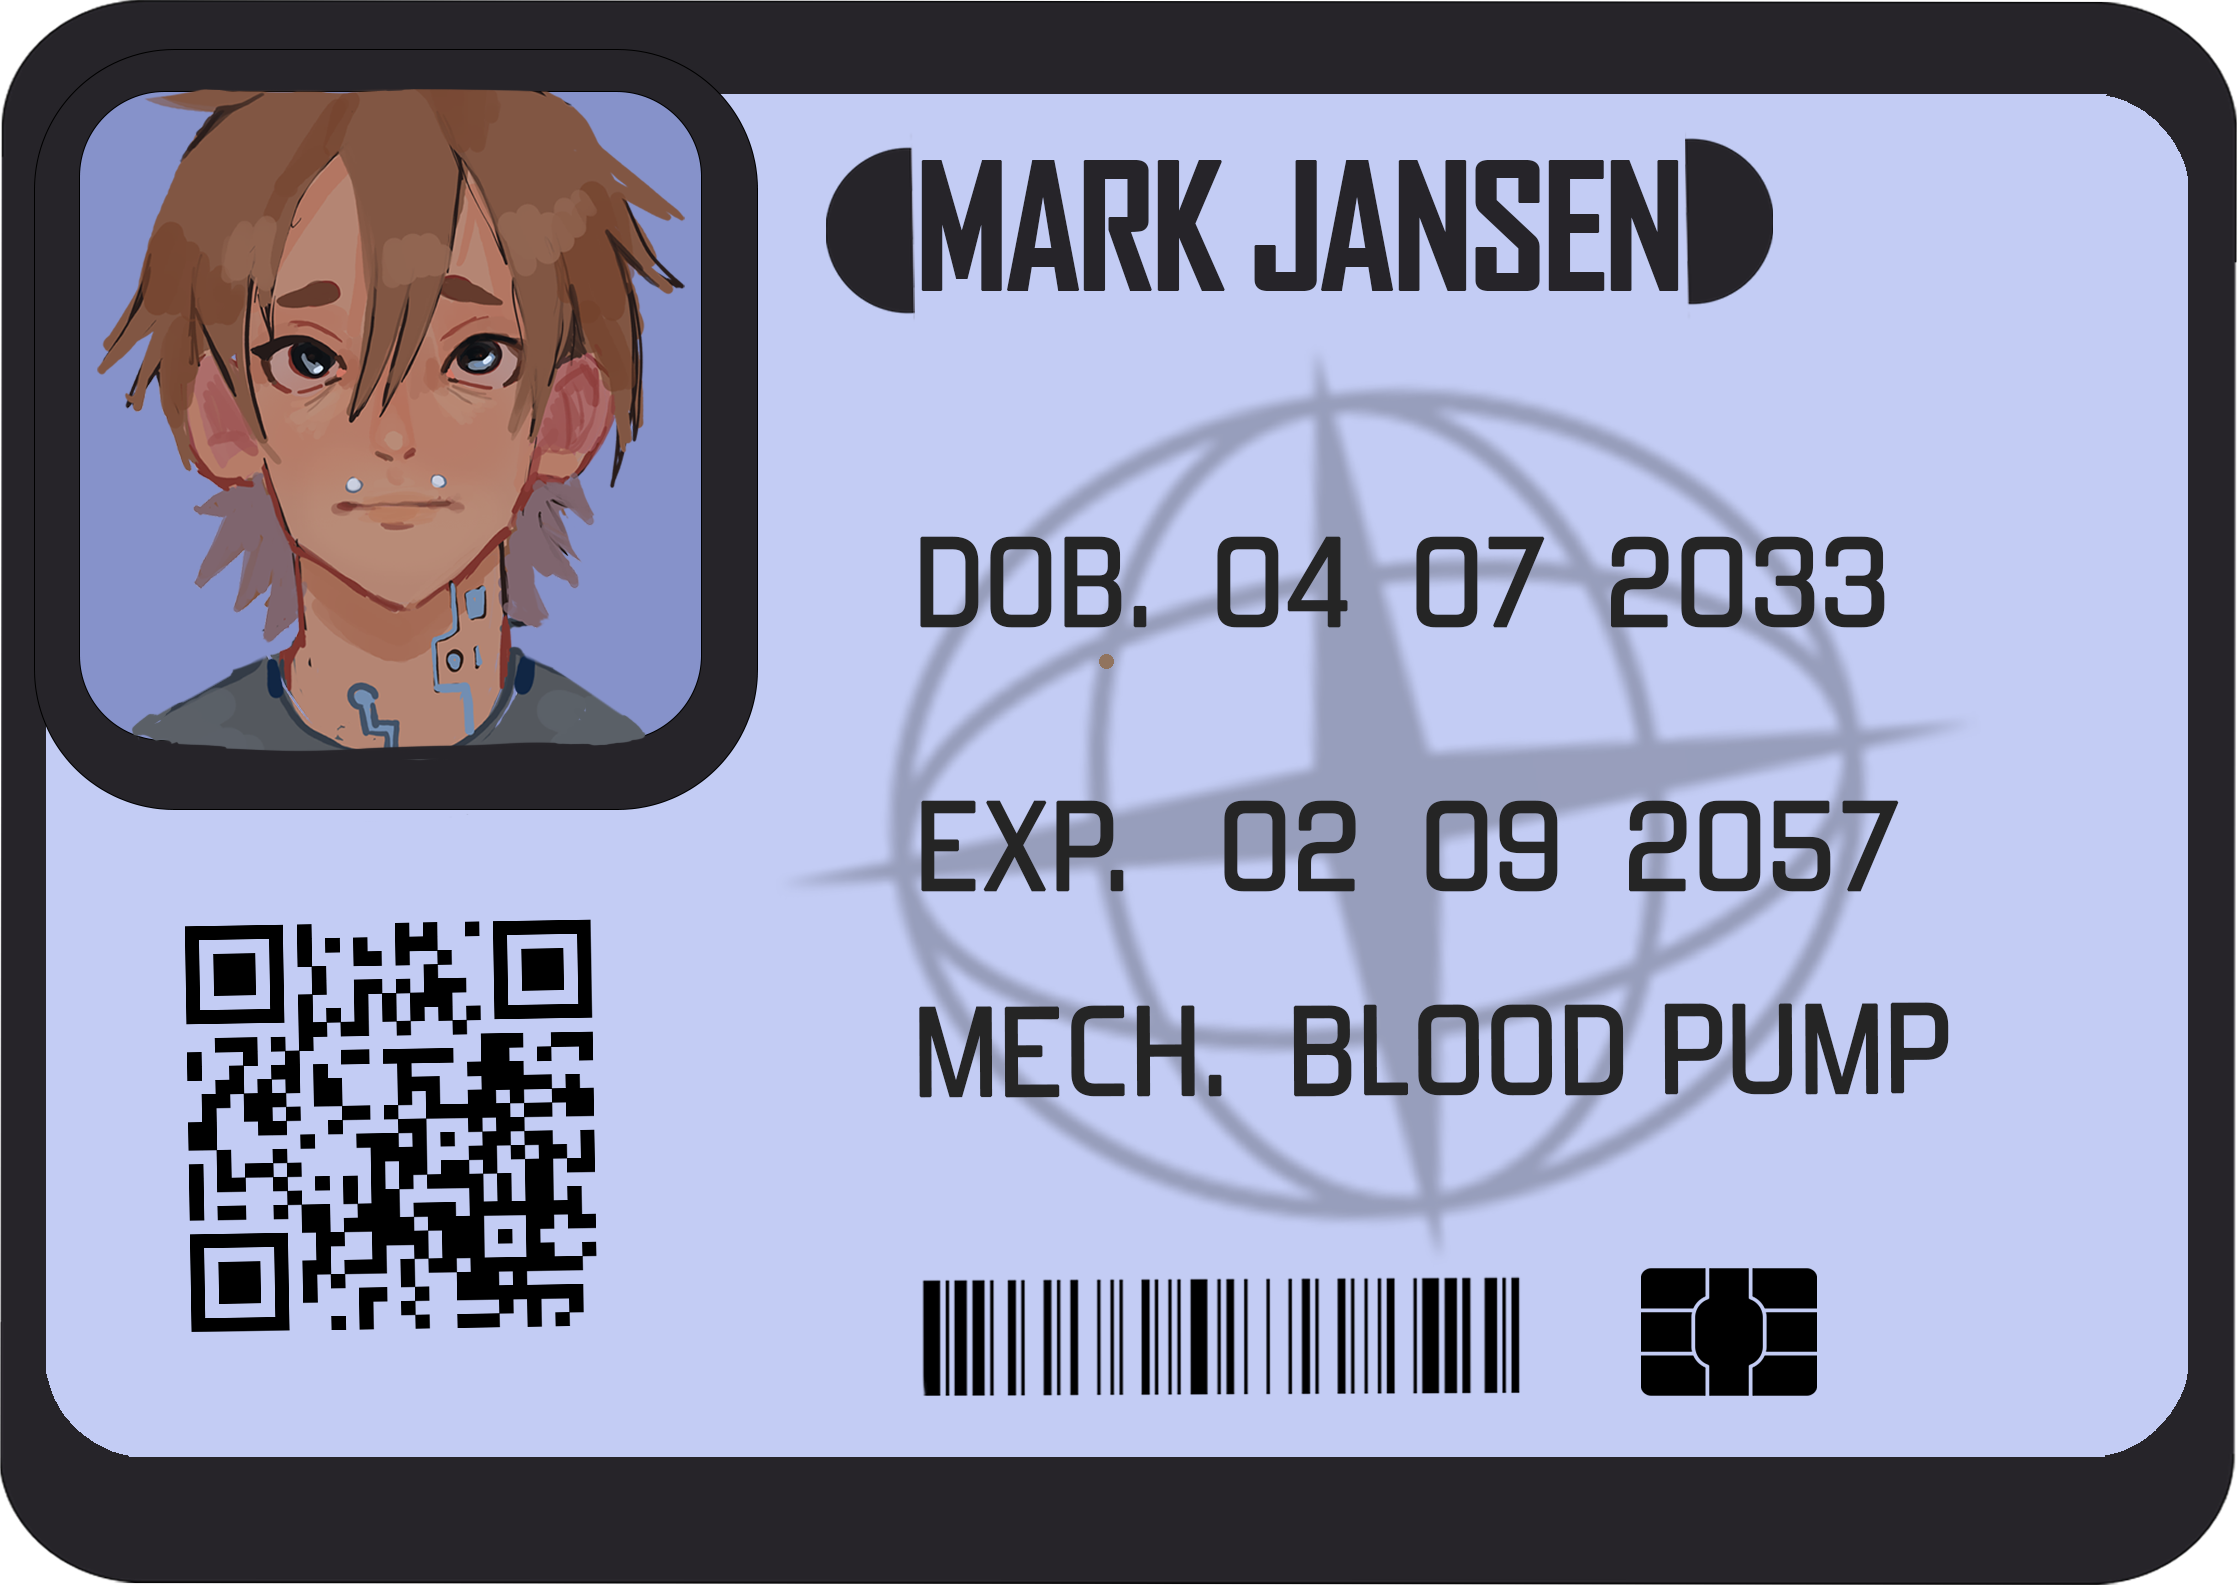 MARK JANSEN
DOB. 04 07 2033
EXP. 02 09 2057
MECH. BLOOD PUMP